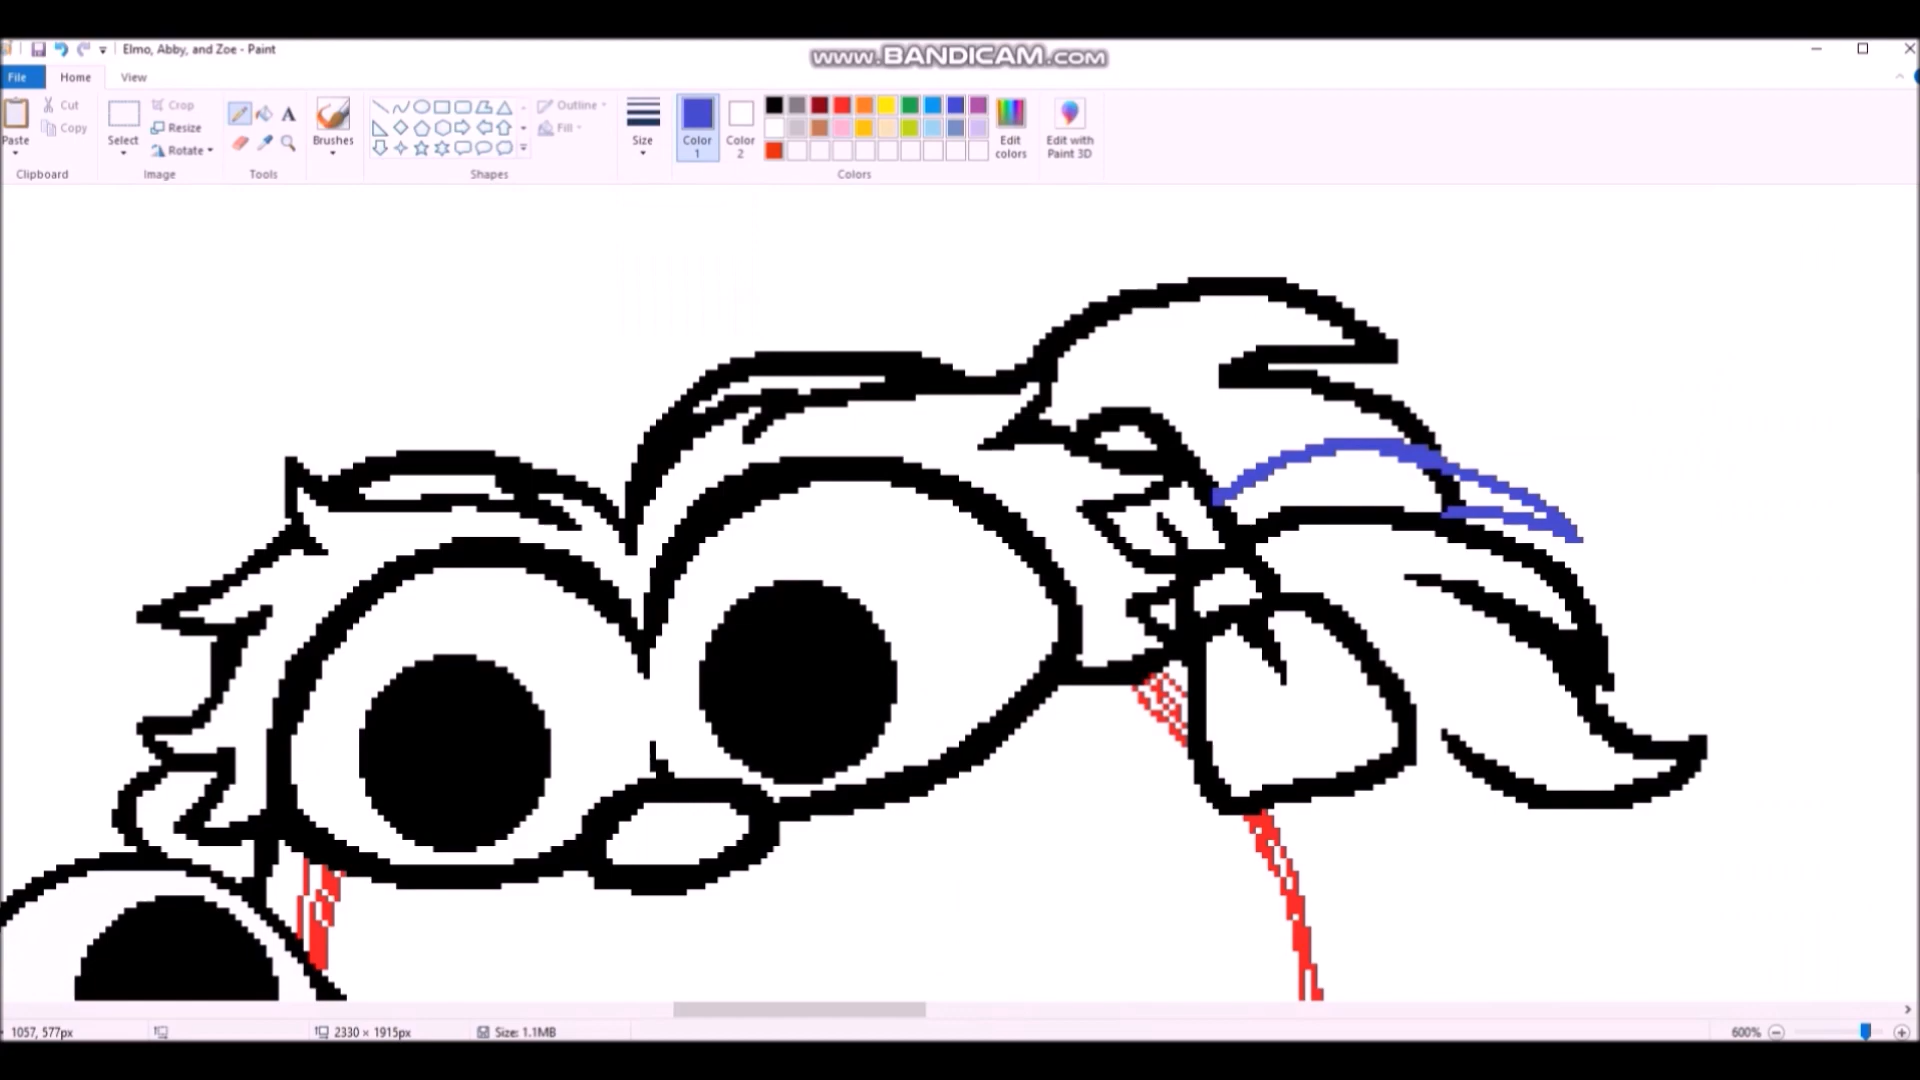 Elmo, Abby, and Zoe - Paint
www.BANDICAM.com
File Home View
Paste
Cut
Copy
Clipboard
Select
Crop
Resize
Rotate
Image
A
Tools
Brushes
Outline
Fill
Shapes
Size
Color 1
Color 2
Edit colors
Edit with Paint 3D
Colors
1057, 577px
2330 × 1915px
Size: 1.1MB
600%